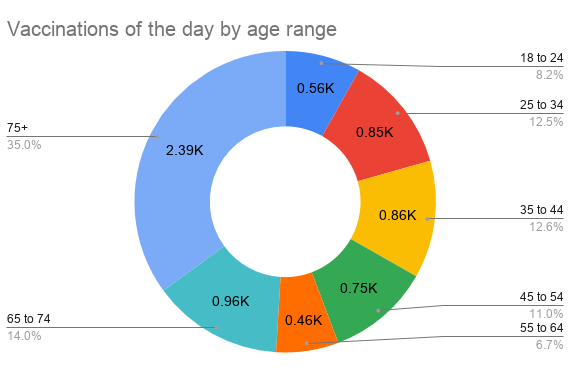 Vaccinations of the day by age range
18 to 24
8.2%
0.56K
25 to 34
12.5%
0.85K
75+
35.0%
2.39K
35 to 44
12.6%
0.86K
45 to 54
11.0%
0.75K
65 to 74
14.0%
0.96K
55 to 64
6.7%
0.46K